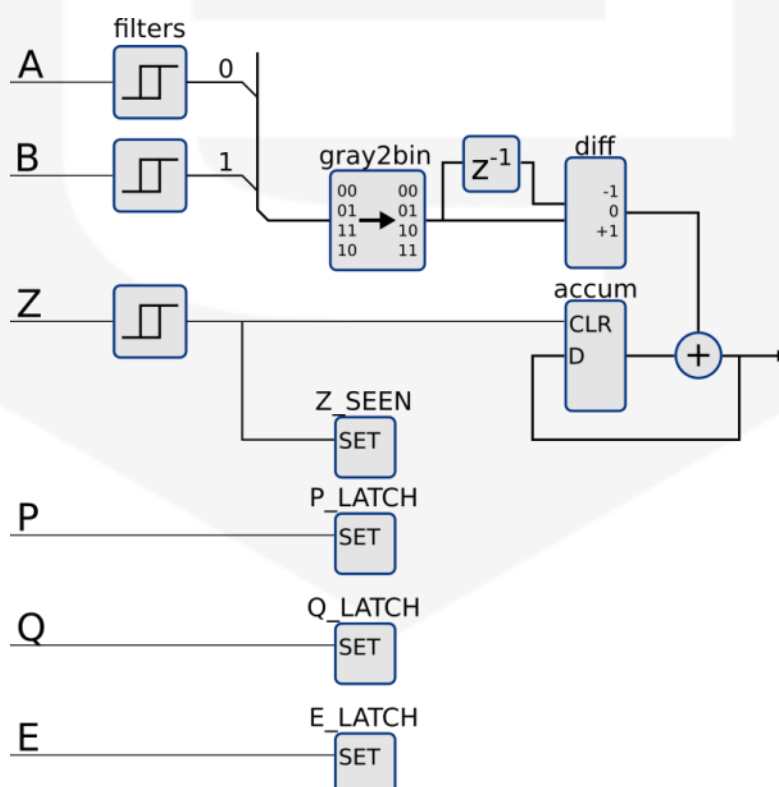 filters
A
0
B
1
gray2bin
00 00
01 01
11 10
10 11
z-1
diff
-1
0
+1
Z
accum
CLR
D
+
Z_SEEN
SET
P
P_LATCH
SET
Q
Q_LATCH
SET
E
E_LATCH
SET